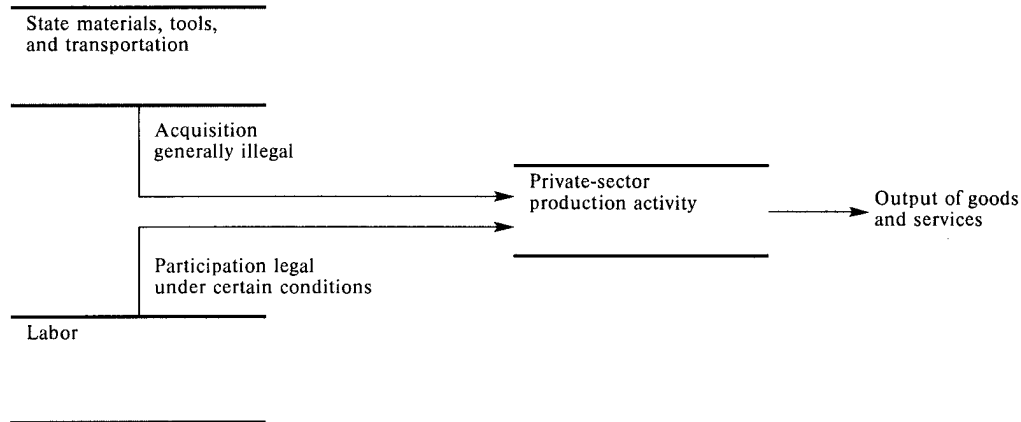 State materials, tools,
and transportation
Acquisition
generally illegal
Private-sector
production activity
Output of goods
and services
Participation legal
under certain conditions
Labor